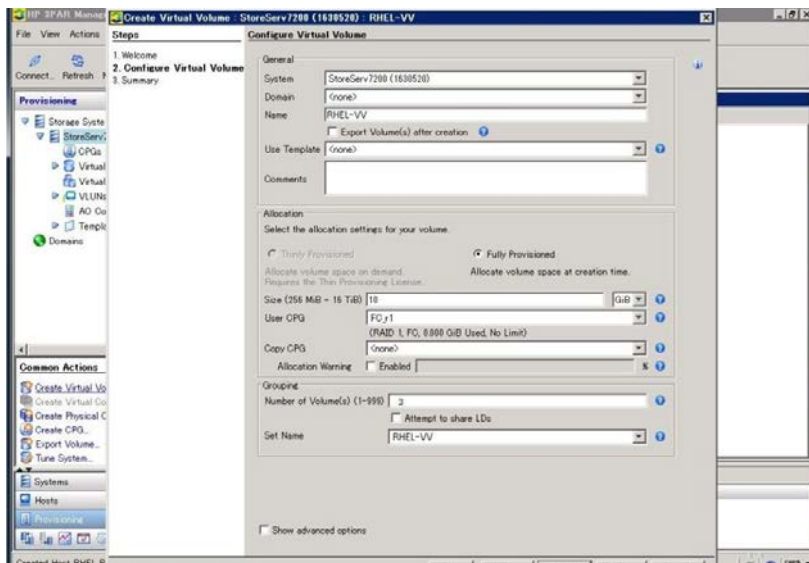 HP 3PAR Manag
Create Virtual Volume : StoreServ7200 (1630520) : RHEL-VV
File View Actions
Connect.. Refresh
Provisioning
Storage Syste
StoreServ7
CPGs
Virtual
Virtual
VLUNs
AO Co
Templa
Domains
Common Actions
Create Virtual Vo
Create Virtual Co
Create Physical C
Create CPG...
Export Volume...
Tune System...
Systems
Hosts
Provisioning
Created Host RHEL
Steps
1. Welcome
2. Configure Virtual Volume
3. Summary
Configure Virtual Volume
General
System StoreServ7200 (1630520)
Domain <none>
Name RHEL-VV
Export Volume(s) after creation
Use Template <none>
Comments
Allocation
Select the allocation settings for your volume.
Thinly Provisioned Fully Provisioned
Allocate volume space on demand. Allocate volume space at creation time.
Requires the Thin Provisioning License.
Size (256 MiB - 16 TiB) 10 GiB
User CPG FC_r1
(RAID 1, FC, 0.000 GiB Used, No Limit)
Copy CPG <none>
Allocation Warning Enabled %
Grouping
Number of Volume(s) (1-999) 3
Attempt to share LDs
Set Name RHEL-VV
Show advanced options